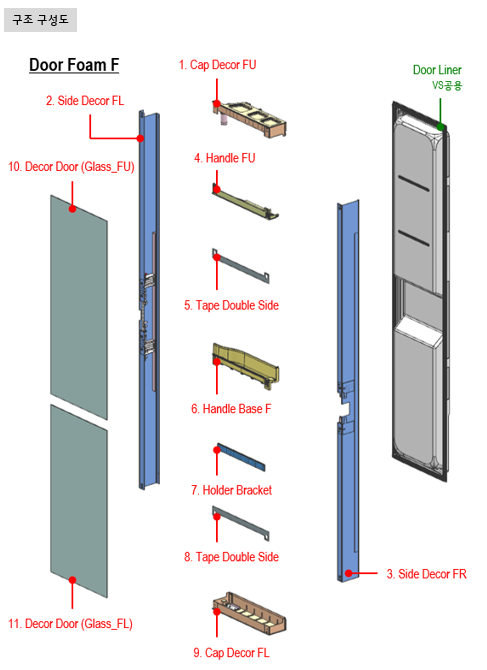 구조 구성도
Door Foam F
1. Cap Decor FU
Door Liner
VS공용
2. Side Decor FL
4. Handle FU
10. Decor Door (Glass_FU)
5. Tape Double Side
6. Handle Base F
7. Holder Bracket
8. Tape Double Side
3. Side Decor FR
11. Decor Door (Glass_FL)
9. Cap Decor FL